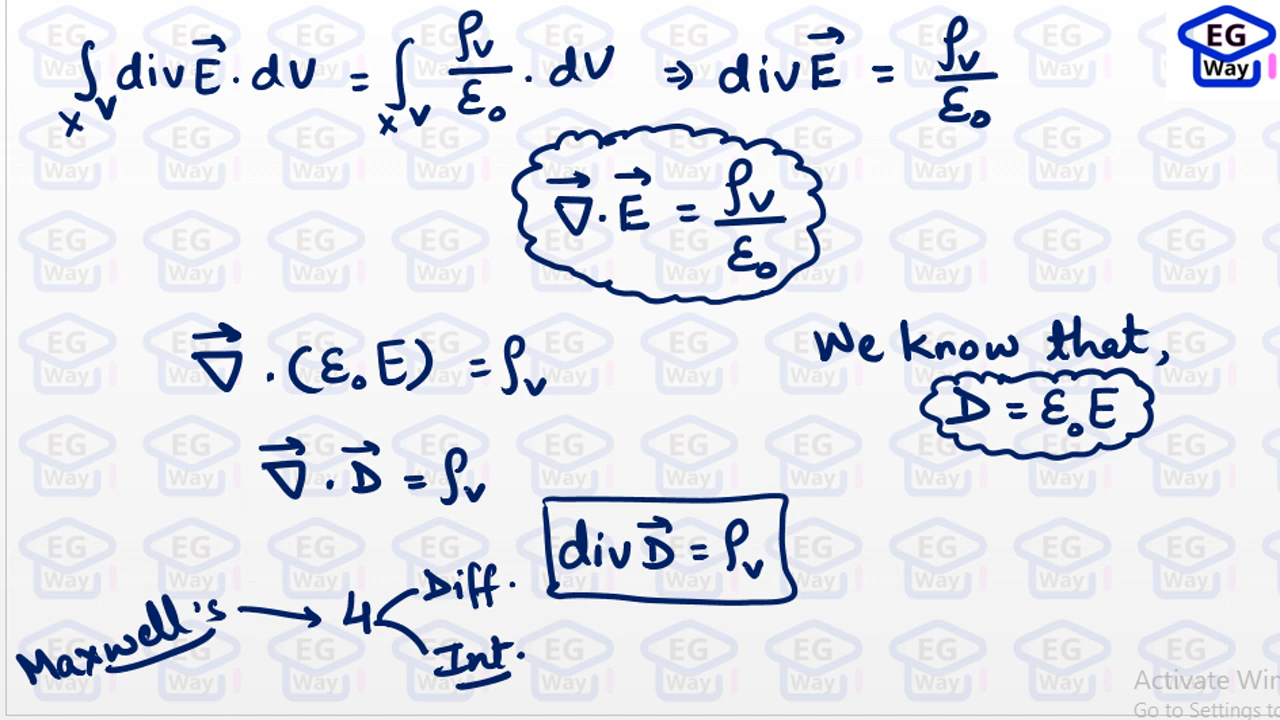 ∫ᵥ div E⃗ . dv = ∫ᵥ ρᵥ/ε₀ . dv ⇒ div E⃗ = ρᵥ/ε₀
x x
EG
Way
∇⃗ . E⃗ = ρᵥ/ε₀
∇⃗ . (ε₀E) = ρᵥ
We know that,
D = ε₀E
∇⃗ . D⃗ = ρᵥ
div D⃗ = ρᵥ
Maxwell's → 4
Diff.
Int.
Activate Win
Go to Settings to